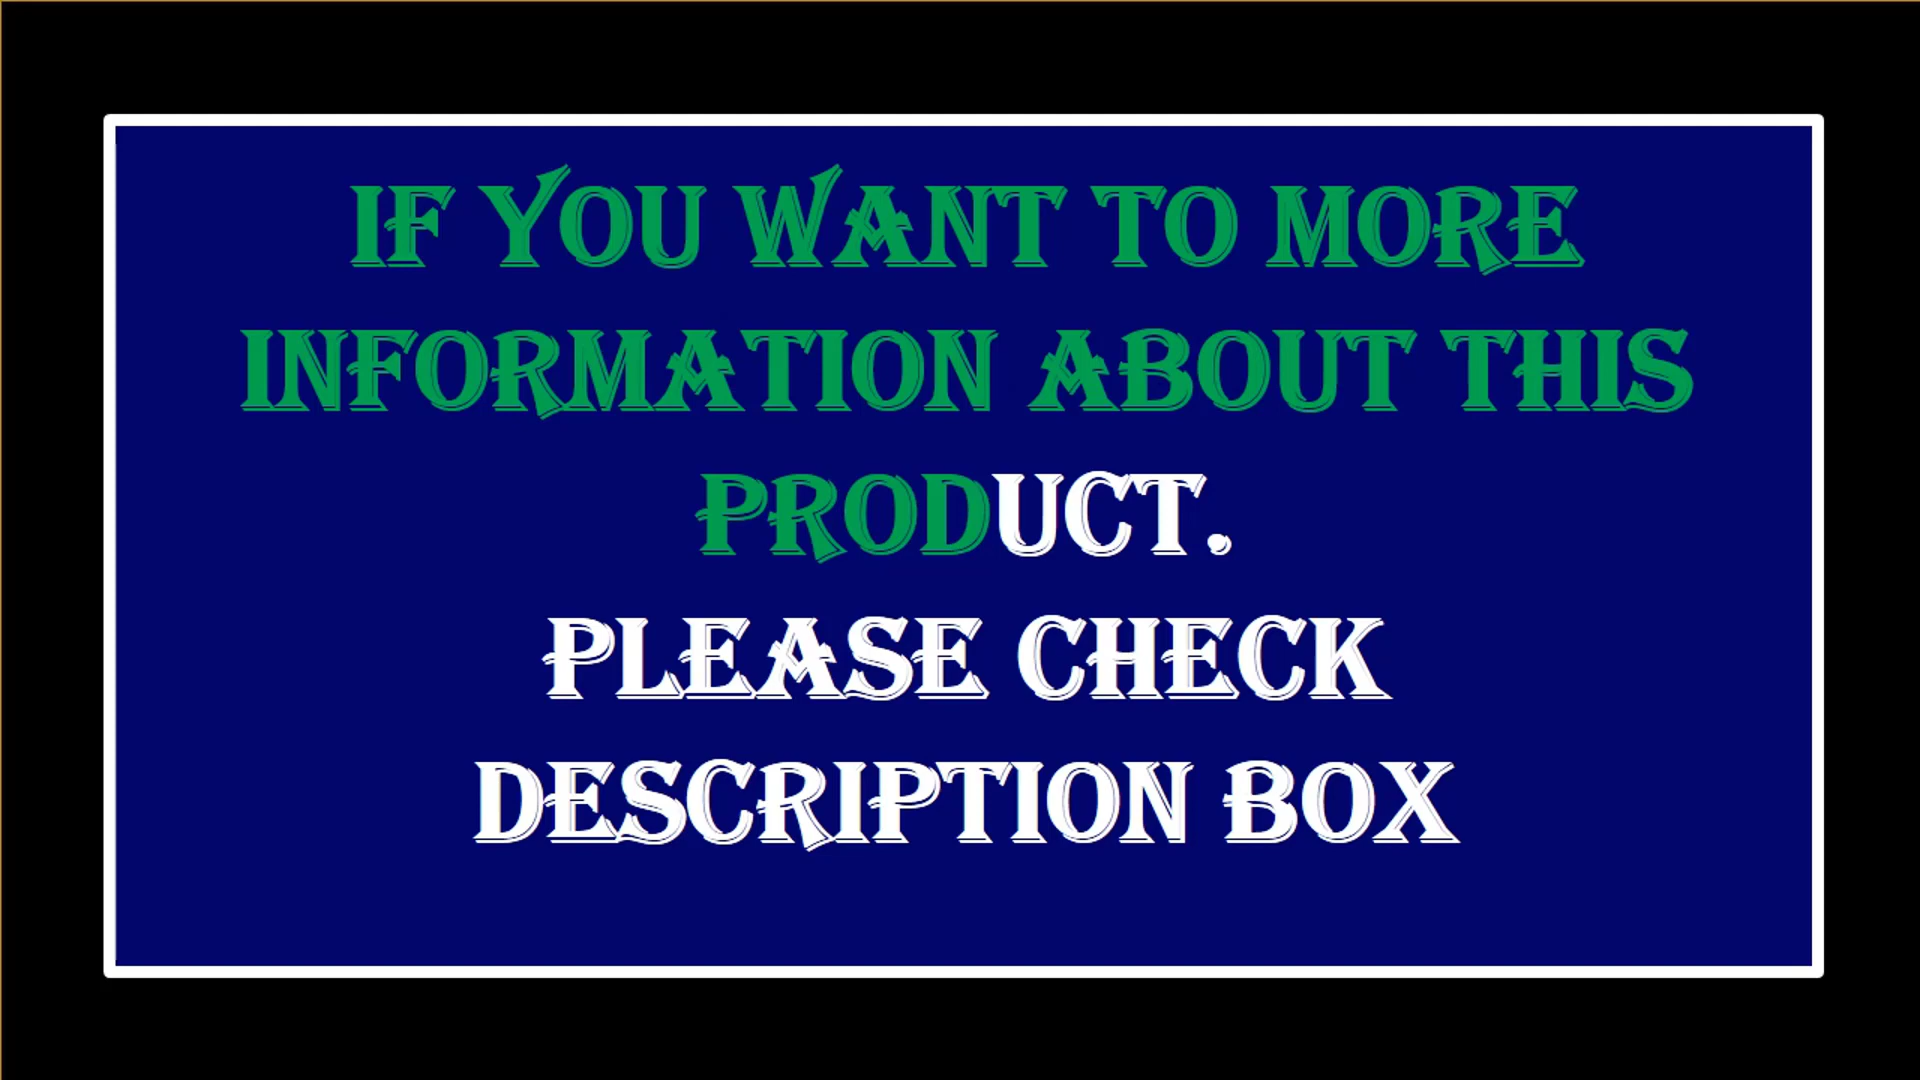 IF YOU WANT TO MORE
INFORMATION ABOUT THIS
PRODUCT.
PLEASE CHECK
DESCRIPTION BOX